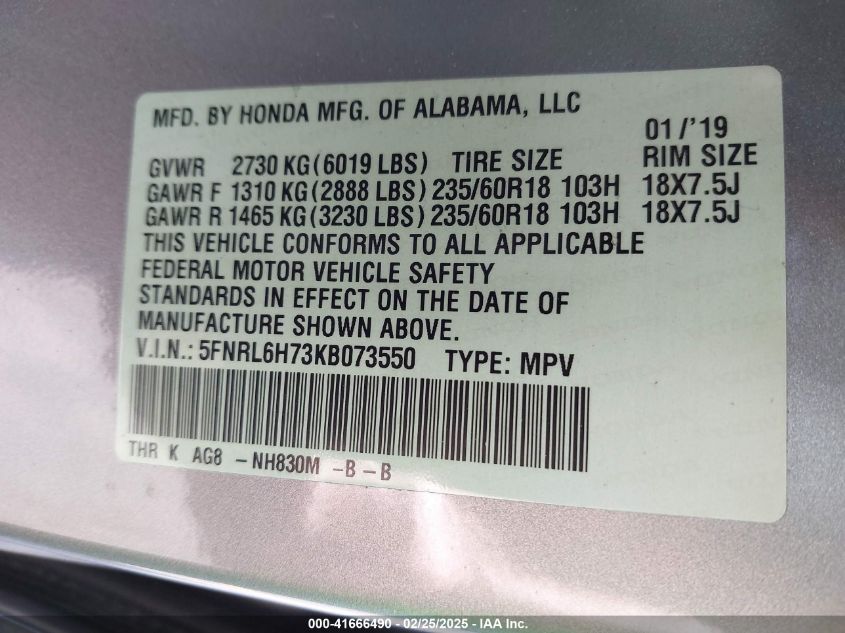 MFD. BY HONDA MFG. OF ALABAMA, LLC
01/'19
GVWR 2730 KG(6019 LBS) TIRE SIZE RIM SIZE
GAWR F 1310 KG(2888 LBS) 235/60R18 103H 18X7.5J
GAWR R 1465 KG(3230 LBS) 235/60R18 103H 18X7.5J
THIS VEHICLE CONFORMS TO ALL APPLICABLE
FEDERAL MOTOR VEHICLE SAFETY
STANDARDS IN EFFECT ON THE DATE OF
MANUFACTURE SHOWN ABOVE.
V.I.N.: 5FNRL6H73KB073550 TYPE: MPV
THR K AG8 -NH830M -B-B
000-41666490 - 02/25/2025 - IAA Inc.